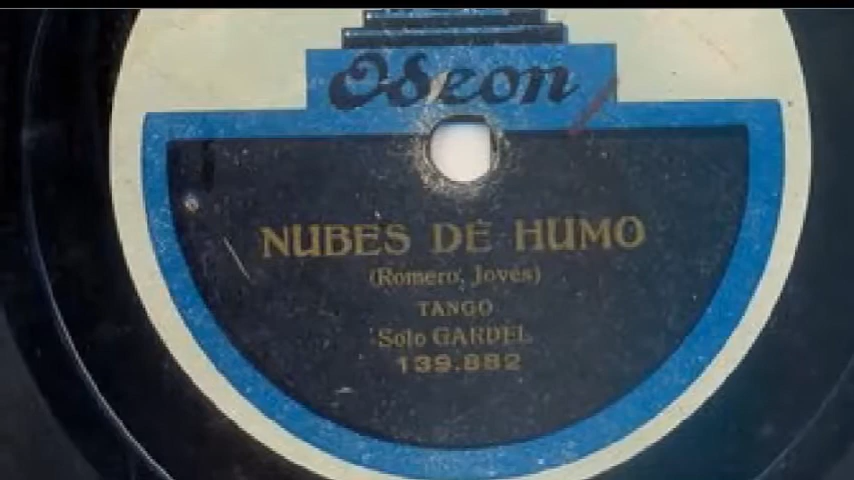 Odeon
NUBES DE HUMO
(Romero, Jovés)
TANGO
Solo GARDEL
139.882